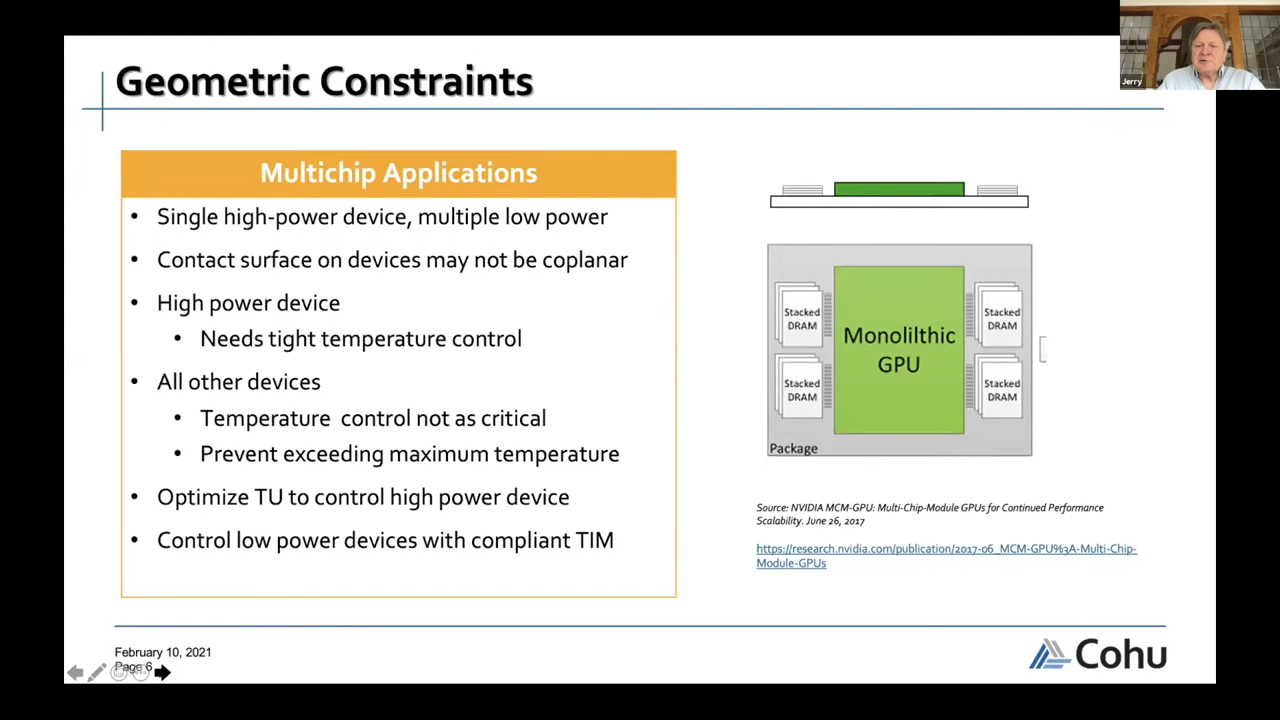 Jerry
Geometric Constraints
Multichip Applications
• Single high-power device, multiple low power
• Contact surface on devices may not be coplanar
• High power device
• Needs tight temperature control
• All other devices
• Temperature  control not as critical
• Prevent exceeding maximum temperature
• Optimize TU to control high power device
• Control low power devices with compliant TIM
Stacked
DRAM
Stacked
DRAM
Monolilthic
GPU
Stacked
DRAM
Stacked
DRAM
Package
Source: NVIDIA MCM-GPU: Multi-Chip-Module GPUs for Continued Performance
Scalability. June 26, 2017
https://research.nvidia.com/publication/2017-06_MCM-GPU%3A-Multi-Chip-
Module-GPUs
February 10, 2021
Page 6
Cohu